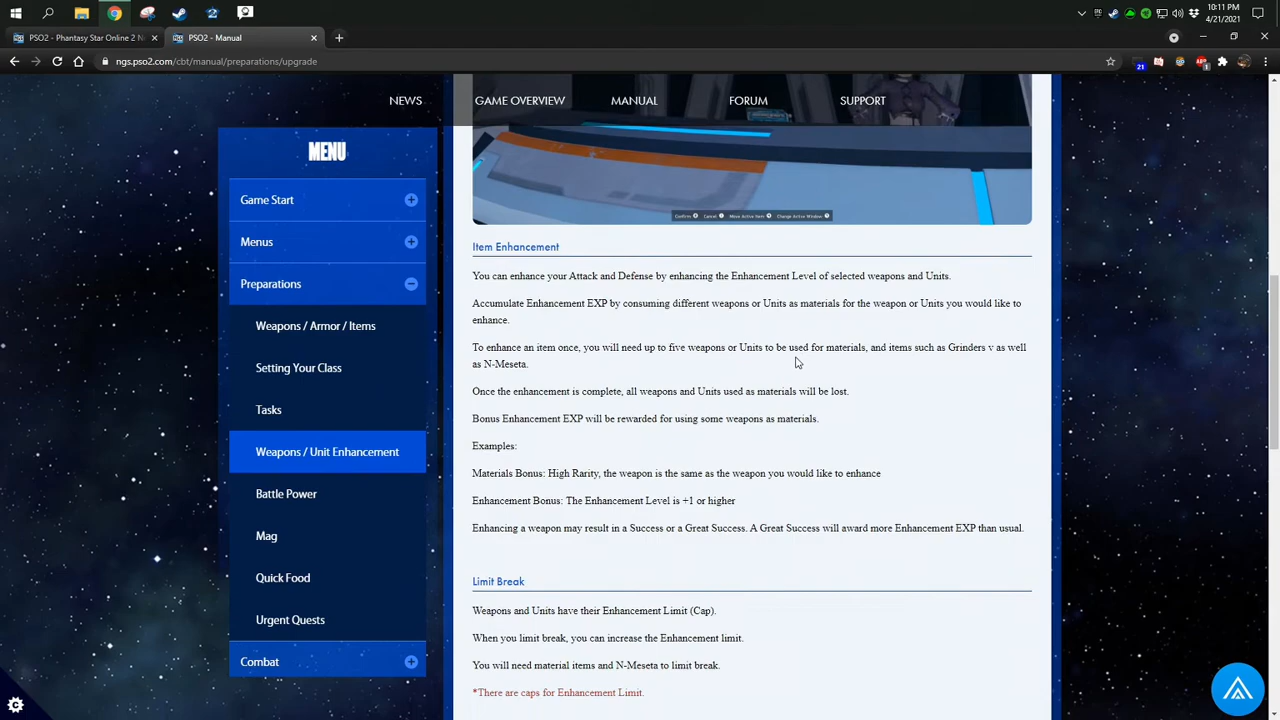 10:11 PM
4/21/2021
PSO2 - Phantasy Star Online 2 N
PSO2 - Manual
ngs.pso2.com/cbt/manual/preparations/upgrade
21
1
NEWS
GAME OVERVIEW
MANUAL
FORUM
SUPPORT
MENU
Game Start
Menus
Preparations
Weapons / Armor / Items
Setting Your Class
Tasks
Weapons / Unit Enhancement
Battle Power
Mag
Quick Food
Urgent Quests
Combat
Confirm Cancel Move Active Item Change Active Window
Item Enhancement
You can enhance your Attack and Defense by enhancing the Enhancement Level of selected weapons and Units.
Accumulate Enhancement EXP by consuming different weapons or Units as materials for the weapon or Units you would like to
enhance.
To enhance an item once, you will need up to five weapons or Units to be used for materials, and items such as Grinders v as well
as N-Meseta.
Once the enhancement is complete, all weapons and Units used as materials will be lost.
Bonus Enhancement EXP will be rewarded for using some weapons as materials.
Examples:
Materials Bonus: High Rarity, the weapon is the same as the weapon you would like to enhance
Enhancement Bonus: The Enhancement Level is +1 or higher
Enhancing a weapon may result in a Success or a Great Success. A Great Success will award more Enhancement EXP than usual.
Limit Break
Weapons and Units have their Enhancement Limit (Cap).
When you limit break, you can increase the Enhancement limit.
You will need material items and N-Meseta to limit break.
*There are caps for Enhancement Limit.